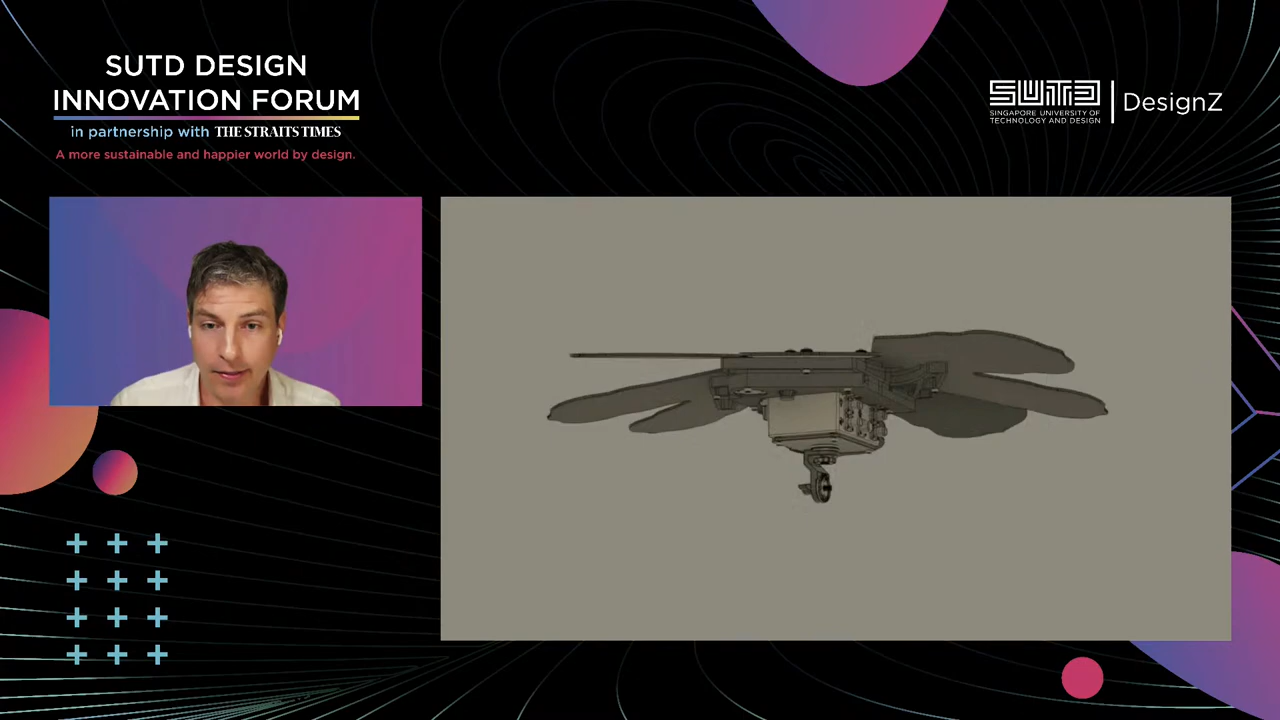 SUTD DESIGN
INNOVATION FORUM
in partnership with THE STRAITS TIMES
A more sustainable and happier world by design.
SUTD
SINGAPORE UNIVERSITY OF
TECHNOLOGY AND DESIGN
DesignZ